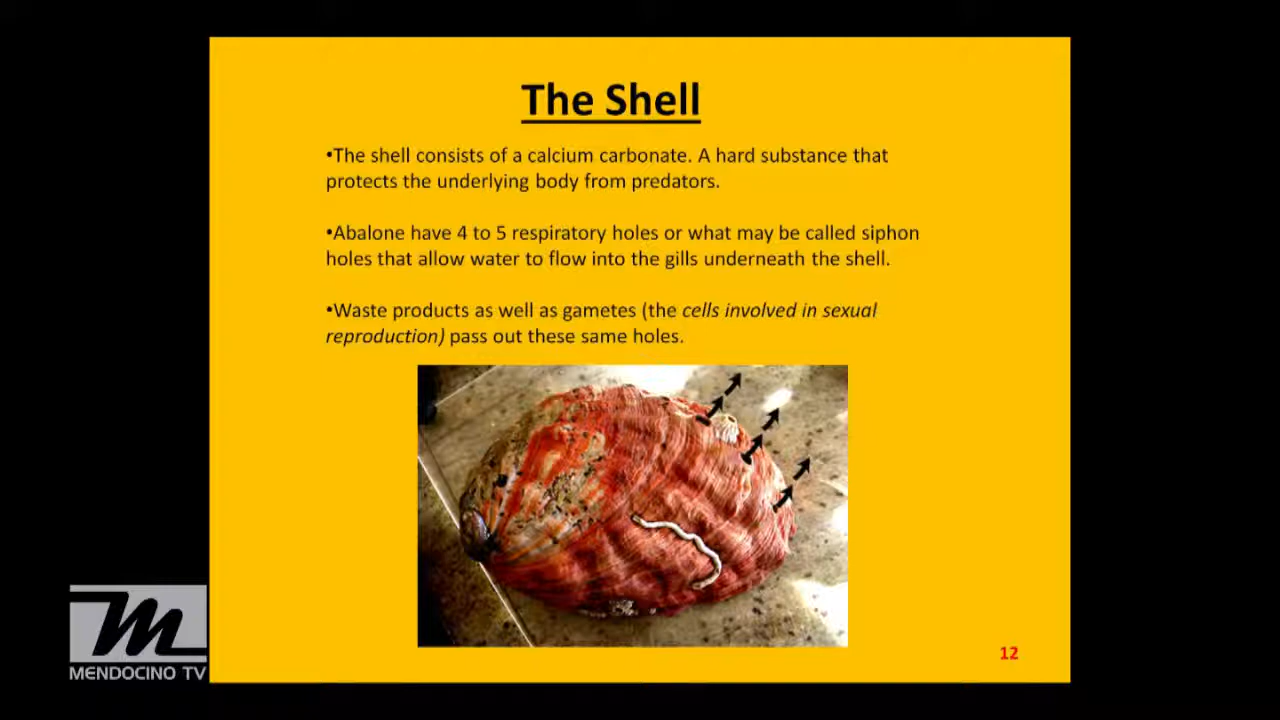 The Shell
•The shell consists of a calcium carbonate. A hard substance that
protects the underlying body from predators.
•Abalone have 4 to 5 respiratory holes or what may be called siphon
holes that allow water to flow into the gills underneath the shell.
•Waste products as well as gametes (the cells involved in sexual
reproduction) pass out these same holes.
12
M
MENDOCINO TV